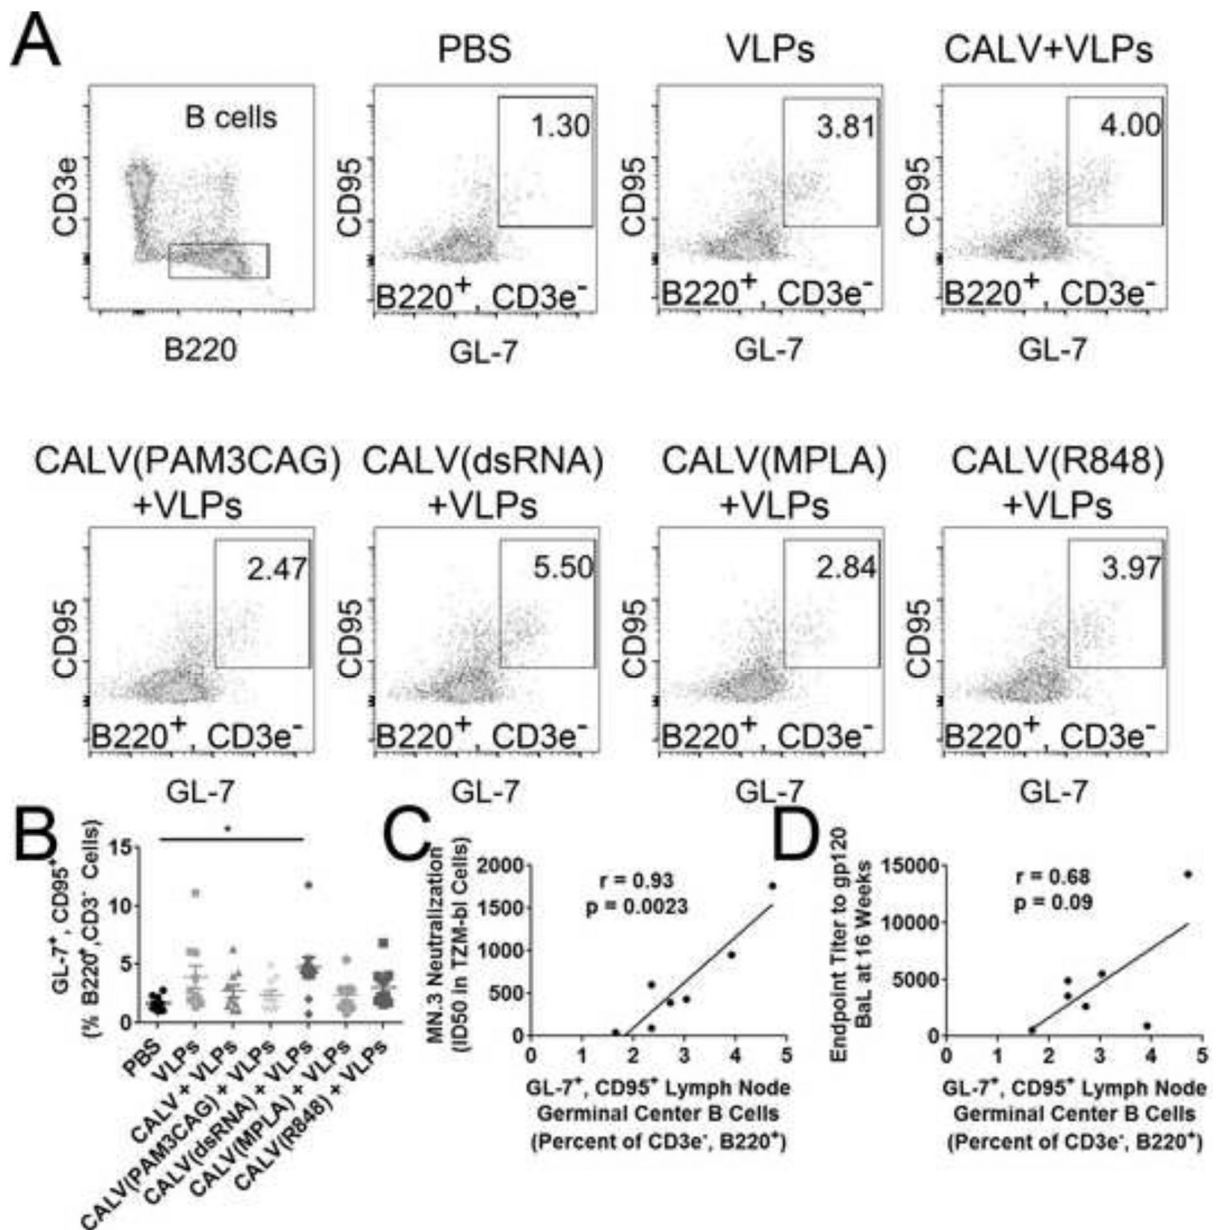 A
PBS
VLPs
CALV+VLPs
B cells
CD3e
B220
1.30
CD95
B220+, CD3e-
GL-7
3.81
CD95
B220+, CD3e-
GL-7
4.00
CD95
B220+, CD3e-
GL-7
CALV(PAM3CAG)
+VLPs
CALV(dsRNA)
+VLPs
CALV(MPLA)
+VLPs
CALV(R848)
+VLPs
2.47
CD95
B220+, CD3e-
GL-7
5.50
CD95
B220+, CD3e-
GL-7
2.84
CD95
B220+, CD3e-
GL-7
3.97
CD95
B220+, CD3e-
GL-7
B
GL-7+, CD95+
(% B220+,CD3- Cells)
15
10
5
0
*
PBS
VLPs
CALV + VLPs
CALV(PAM3CAG) + VLPs
CALV(dsRNA) + VLPs
CALV(MPLA) + VLPs
CALV(R848) + VLPs
C
MN.3 Neutralization
(ID50 in TZM-bl Cells)
2000
1500
1000
500
0
r = 0.93
p = 0.0023
0 1 2 3 4 5
GL-7+, CD95+ Lymph Node
Germinal Center B Cells
(Percent of CD3e-, B220+)
D
Endpoint Titer to gp120
BaL at 16 Weeks
15000
10000
5000
0
r = 0.68
p = 0.09
0 1 2 3 4 5
GL-7+, CD95+ Lymph Node
Germinal Center B Cells
(Percent of CD3e-, B220+)